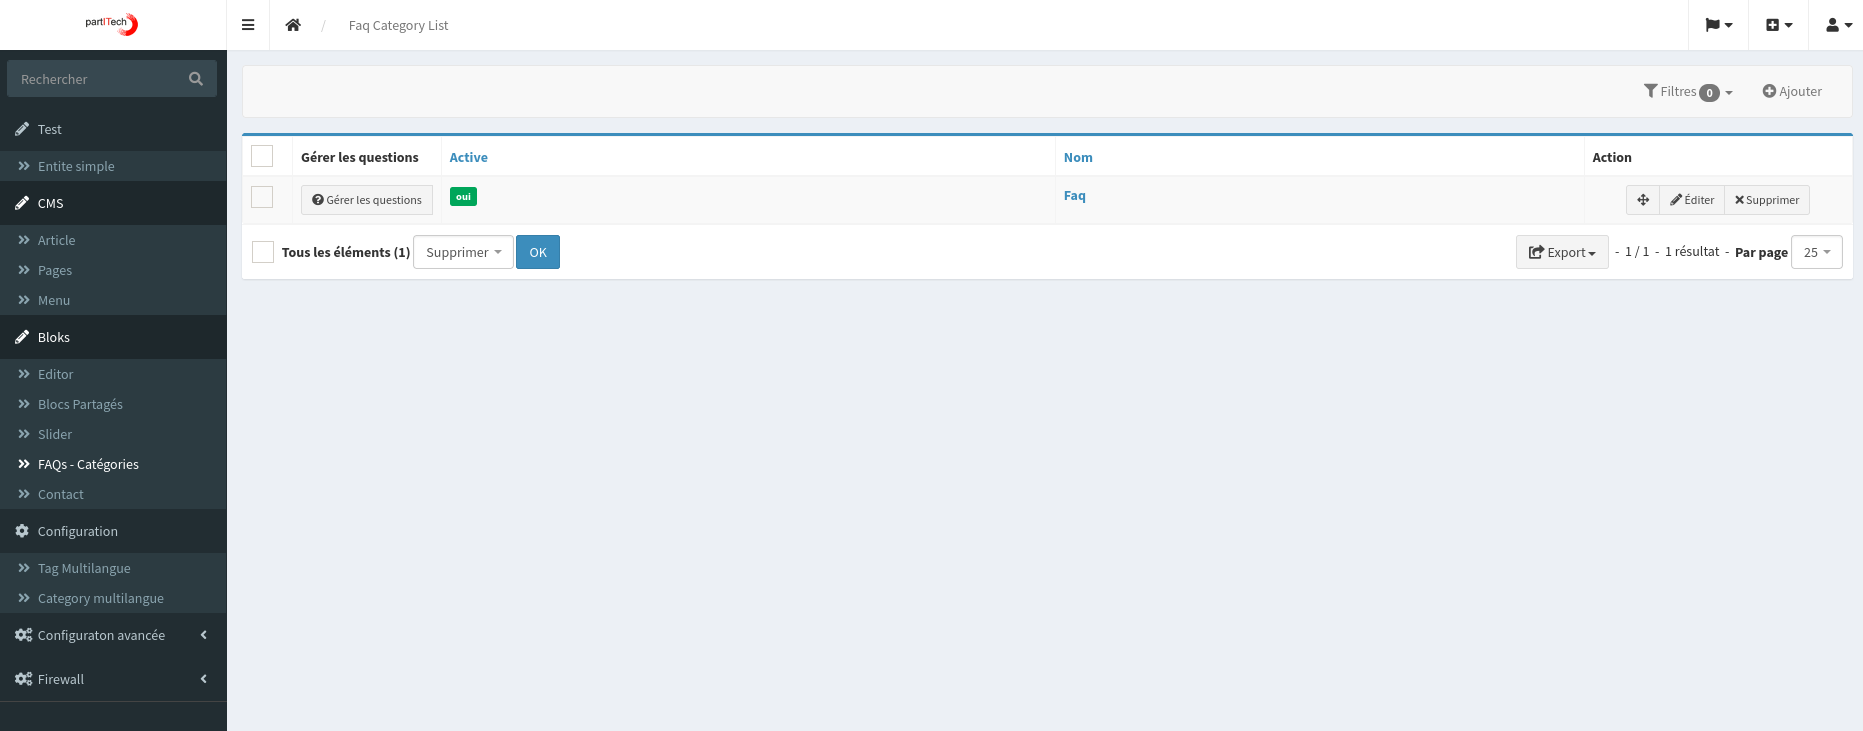 partITech
/ Faq Category List
Rechercher
Filtres 0
Ajouter
Test
Entite simple
CMS
Article
Pages
Menu
Bloks
Editor
Blocs Partagés
Slider
FAQs - Catégories
Contact
Configuration
Tag Multilangue
Category multilangue
Configuraton avancée
Firewall
Gérer les questions Active Nom Action
Gérer les questions oui Faq Éditer Supprimer
Tous les éléments (1) Supprimer OK Export - 1 / 1 - 1 résultat - Par page 25